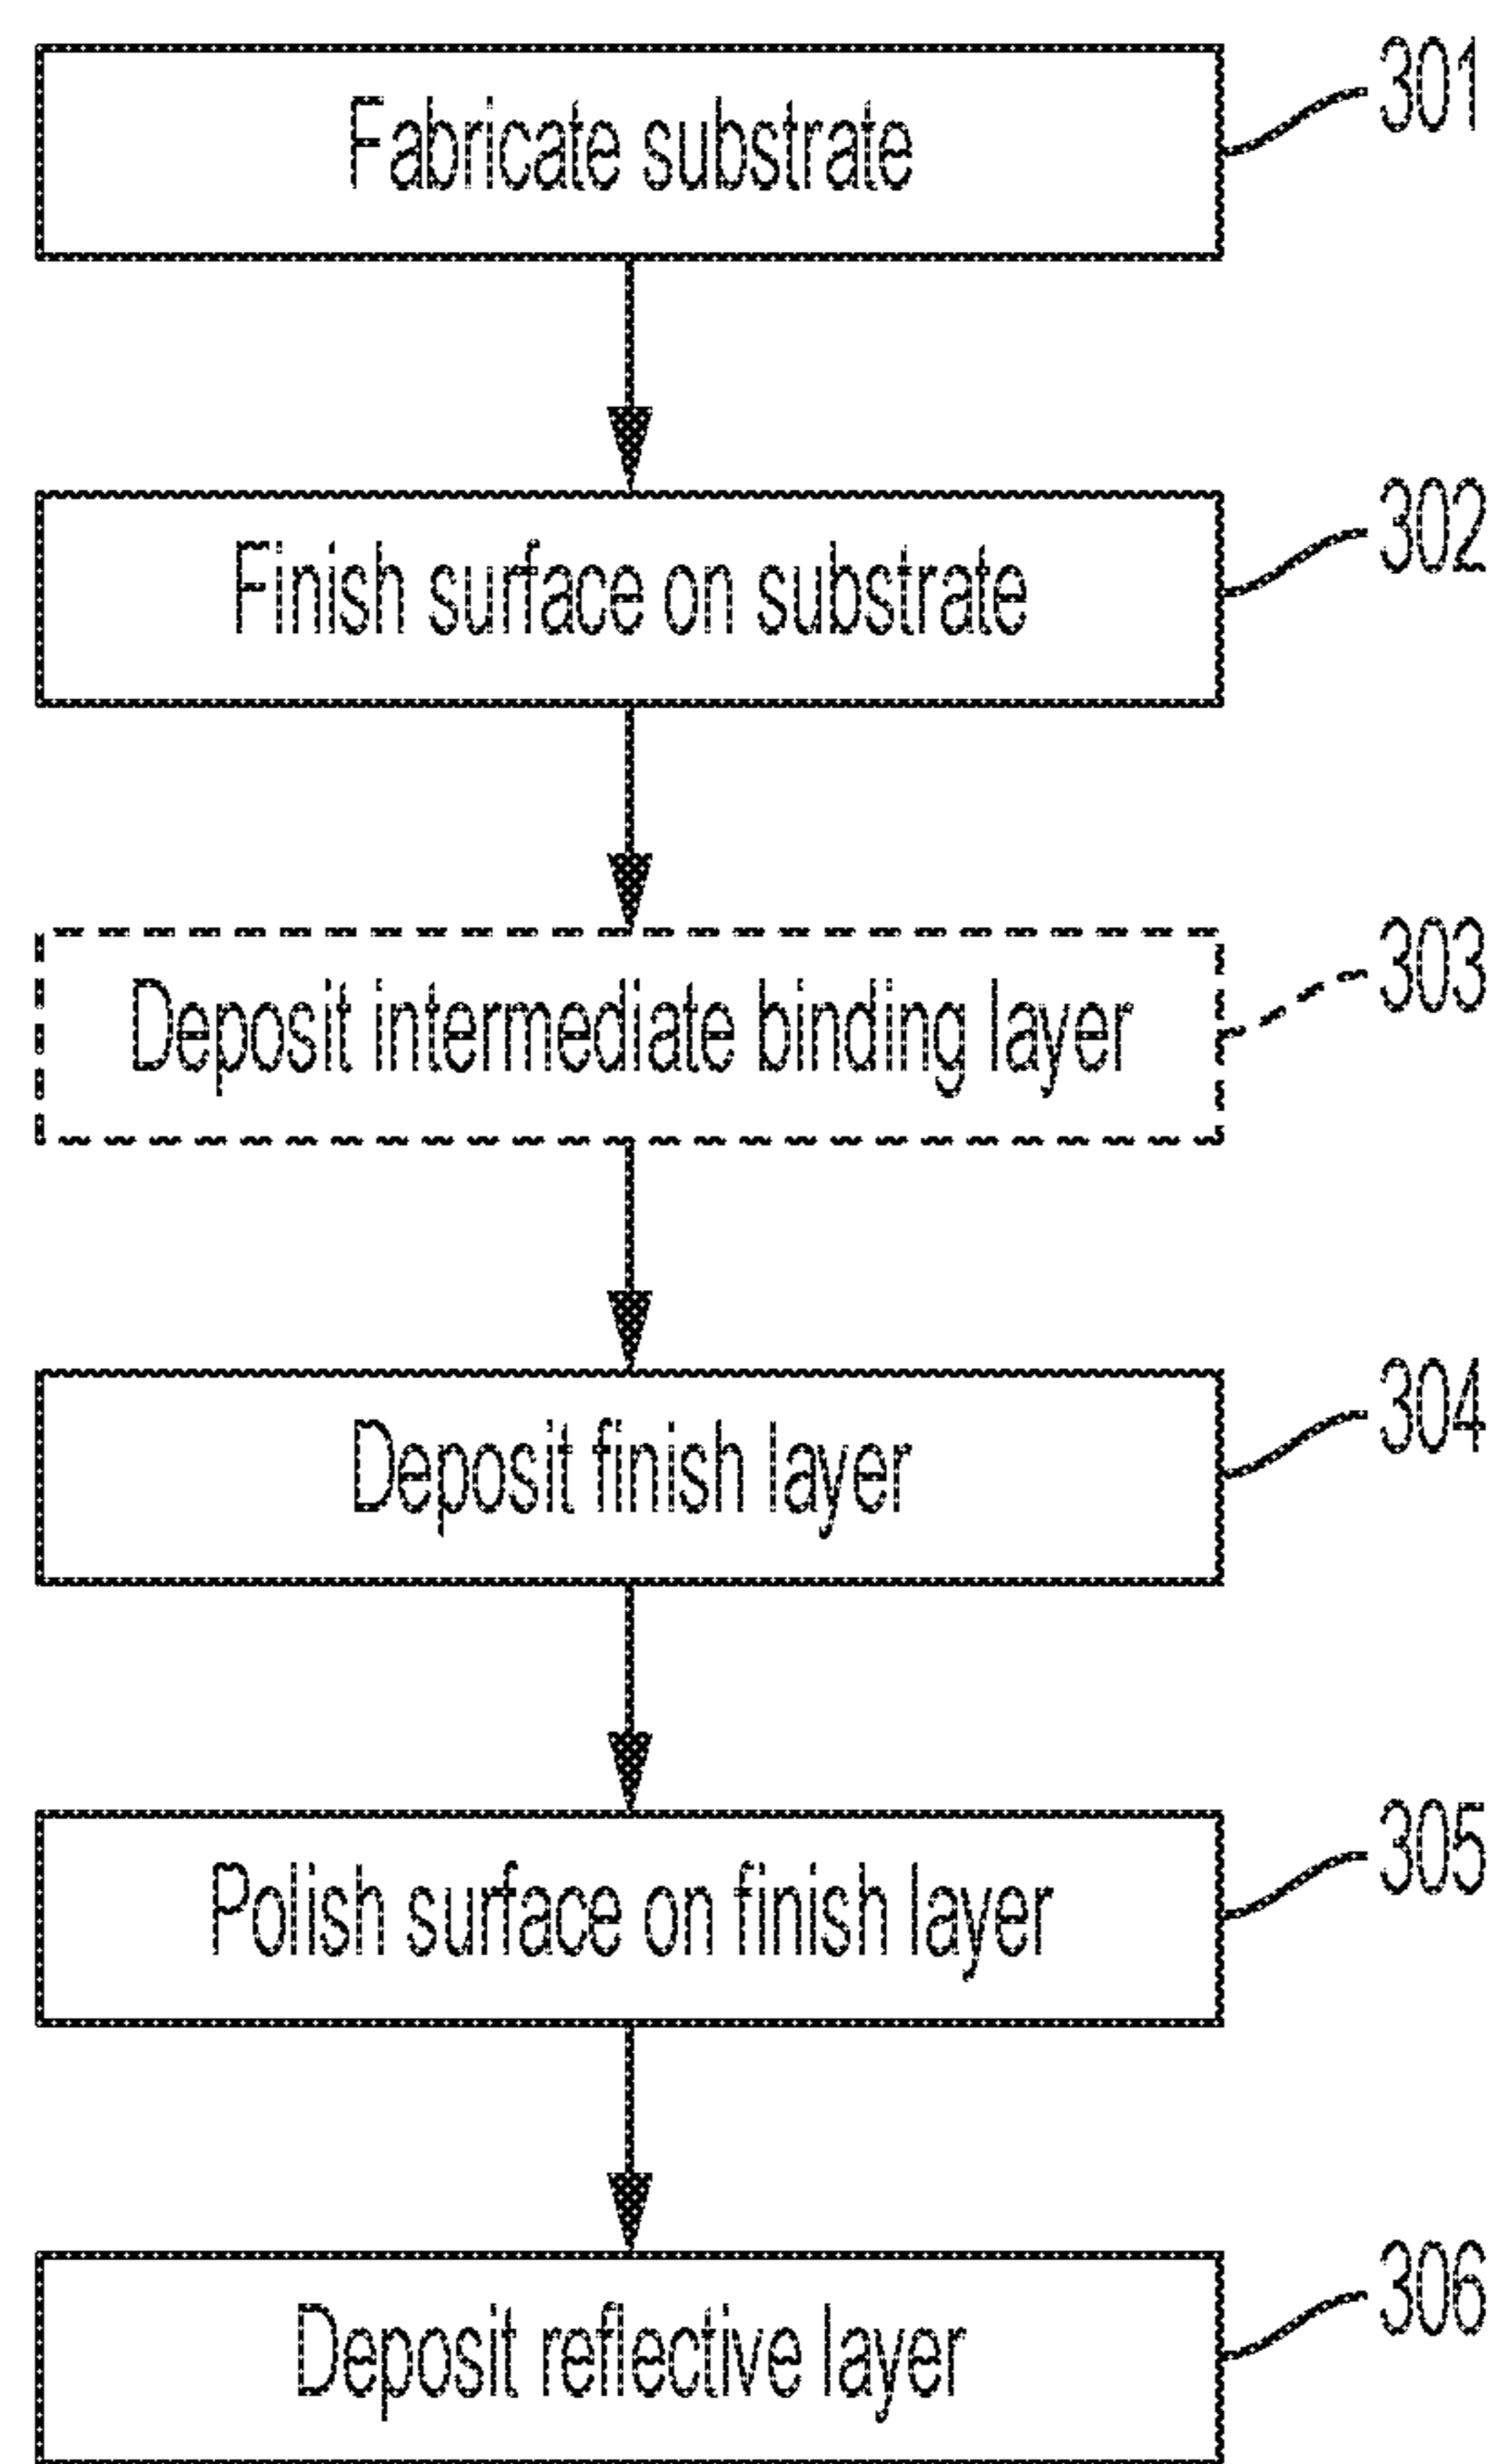 Fabricate substrate
301
Finish surface on substrate
302
Deposit intermediate binding layer
303
Deposit finish layer
304
Polish surface on finish layer
305
Deposit reflective layer
306